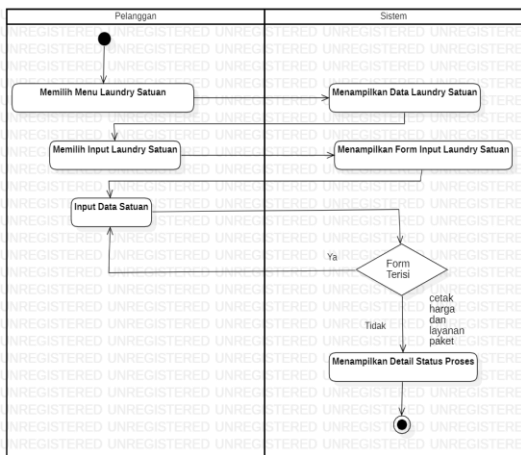 Pelanggan
Sistem
Memilih Menu Laundry Satuan
Menampilkan Data Laundry Satuan
Memilih Input Laundry Satuan
Menampilkan Form Input Laundry Satuan
Input Data Satuan
Ya
Form
Terisi
Tidak
cetak
harga
dan
layanan
paket
Menampilkan Detail Status Proses
UNREGISTERED